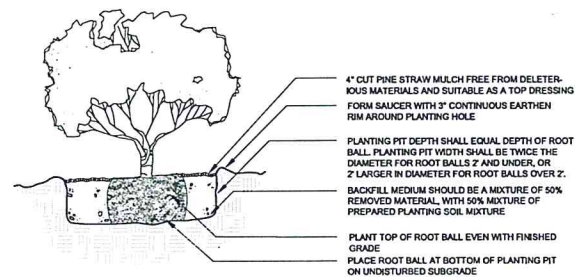 4" CUT PINE STRAW MULCH FREE FROM DELETER-
IOUS MATERIALS AND SUITABLE AS A TOP DRESSING
FORM SAUCER WITH 3" CONTINUOUS EARTHEN
RIM AROUND PLANTING HOLE
PLANTING PIT DEPTH SHALL EQUAL DEPTH OF ROOT
BALL. PLANTING PIT WIDTH SHALL BE TWICE THE
DIAMETER FOR ROOT BALLS 2' AND UNDER, OR
2' LARGER IN DIAMETER FOR ROOT BALLS OVER 2'.
BACKFILL MEDIUM SHOULD BE A MIXTURE OF 50%
REMOVED MATERIAL, WITH 50% MIXTURE OF
PREPARED PLANTING SOIL MIXTURE
PLANT TOP OF ROOT BALL EVEN WITH FINISHED
GRADE
PLACE ROOT BALL AT BOTTOM OF PLANTING PIT
ON UNDISTURBED SUBGRADE